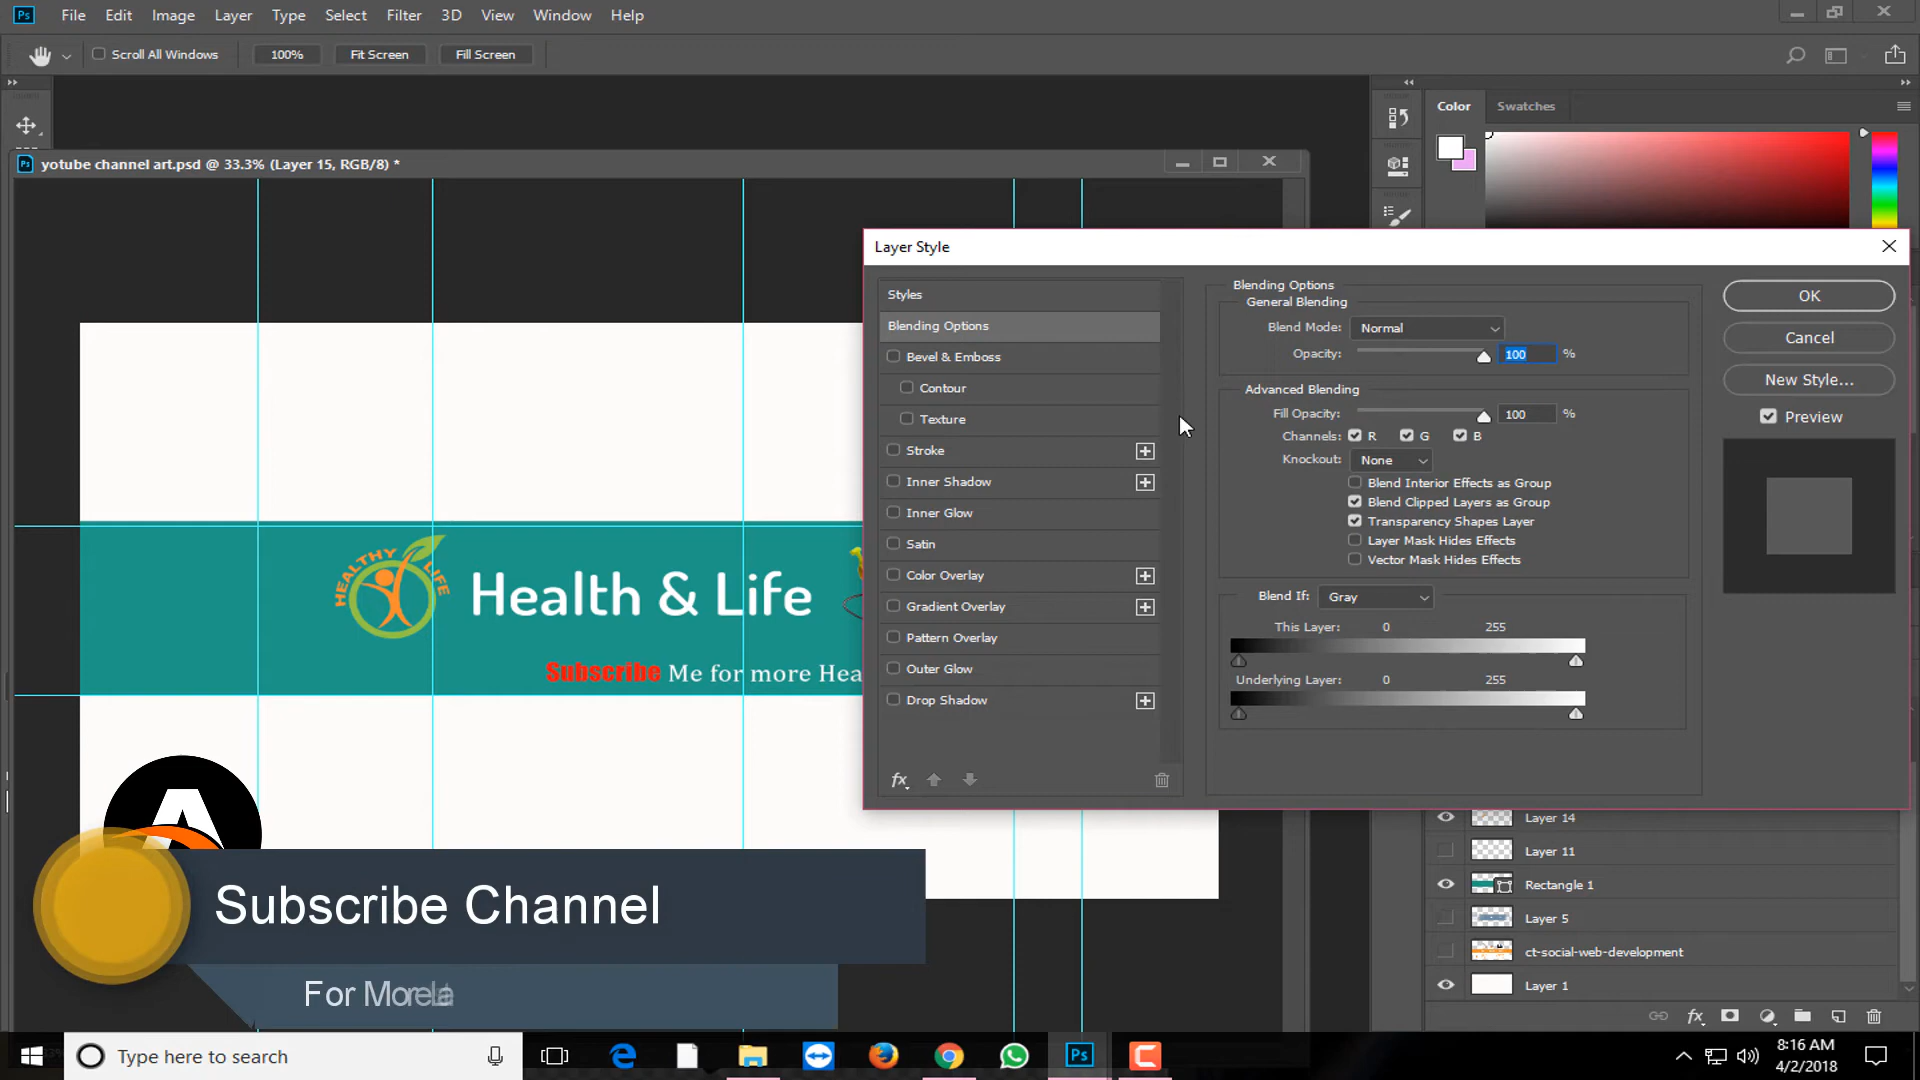 Ps File Edit Image Layer Type Select Filter 3D View Window Help
Scroll All Windows 100% Fit Screen Fill Screen
Color Swatches
Ps yotube channel art.psd @ 33.3% (Layer 15, RGB/8) *
Layer Style
Styles
Blending Options
Bevel & Emboss
Contour
Texture
Stroke
Inner Shadow
Inner Glow
Satin
Color Overlay
Gradient Overlay
Pattern Overlay
Outer Glow
Drop Shadow
fx
Blending Options
General Blending
Blend Mode: Normal
Opacity: 100 %
Advanced Blending
Fill Opacity: 100 %
Channels: R G B
Knockout: None
Blend Interior Effects as Group
Blend Clipped Layers as Group
Transparency Shapes Layer
Layer Mask Hides Effects
Vector Mask Hides Effects
Blend If: Gray
This Layer: 0 255
Underlying Layer: 0 255
OK
Cancel
New Style...
Preview
HEALTHY LIFE
Health & Life
Subscribe Me for more Hea
Subscribe Channel
For More
Layer 14
Layer 11
Rectangle 1
Layer 5
ct-social-web-development
Layer 1
fx
Type here to search
Ps
8:16 AM
4/2/2018